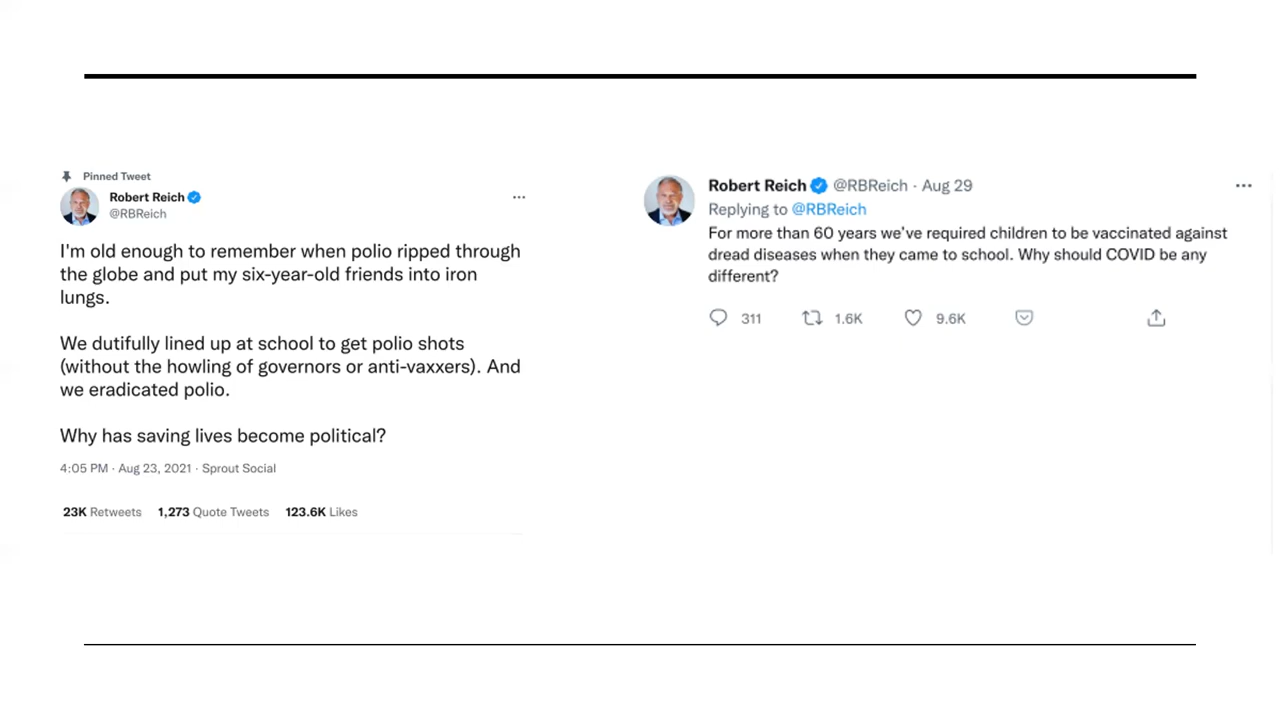 Pinned Tweet
Robert Reich
@RBReich
I'm old enough to remember when polio ripped through
the globe and put my six-year-old friends into iron
lungs.
We dutifully lined up at school to get polio shots
(without the howling of governors or anti-vaxxers). And
we eradicated polio.
Why has saving lives become political?
4:05 PM · Aug 23, 2021 · Sprout Social
23K Retweets 1,273 Quote Tweets 123.6K Likes
Robert Reich @RBReich · Aug 29
Replying to @RBReich
For more than 60 years we've required children to be vaccinated against
dread diseases when they came to school. Why should COVID be any
different?
311 1.6K 9.6K